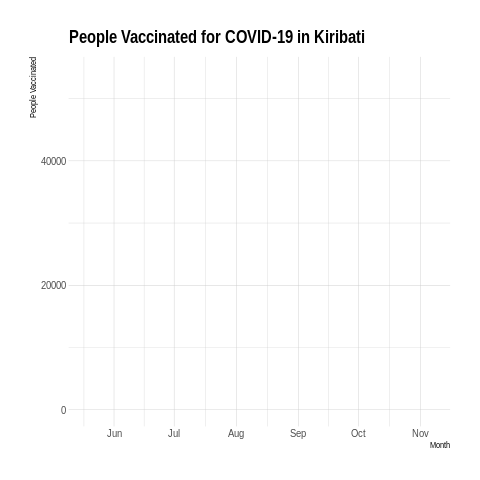 People Vaccinated for COVID-19 in Kiribati
People Vaccinated
40000
20000
0
Jun Jul Aug Sep Oct Nov
Month